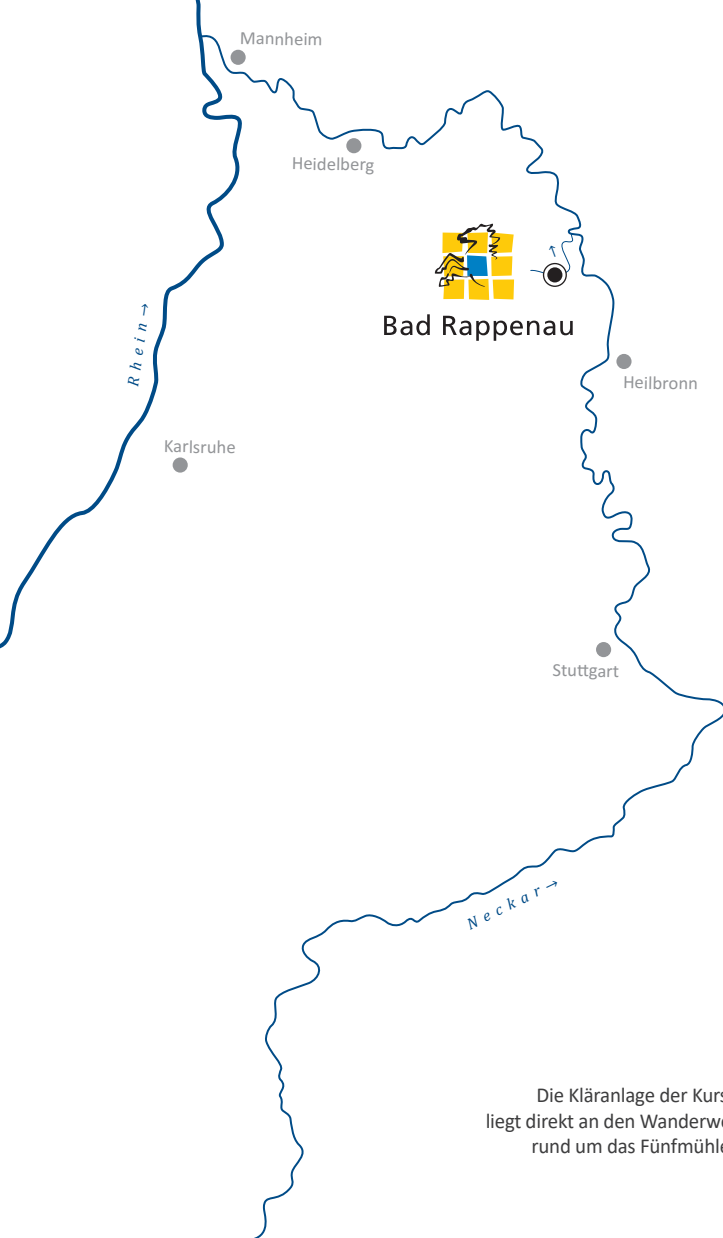 Mannheim
Heidelberg
Bad Rappenau
Rhein→
Heilbronn
Karlsruhe
Stuttgart
Neckar→
Die Kläranlage der Kurs
liegt direkt an den Wanderwe
rund um das Fünfmühle